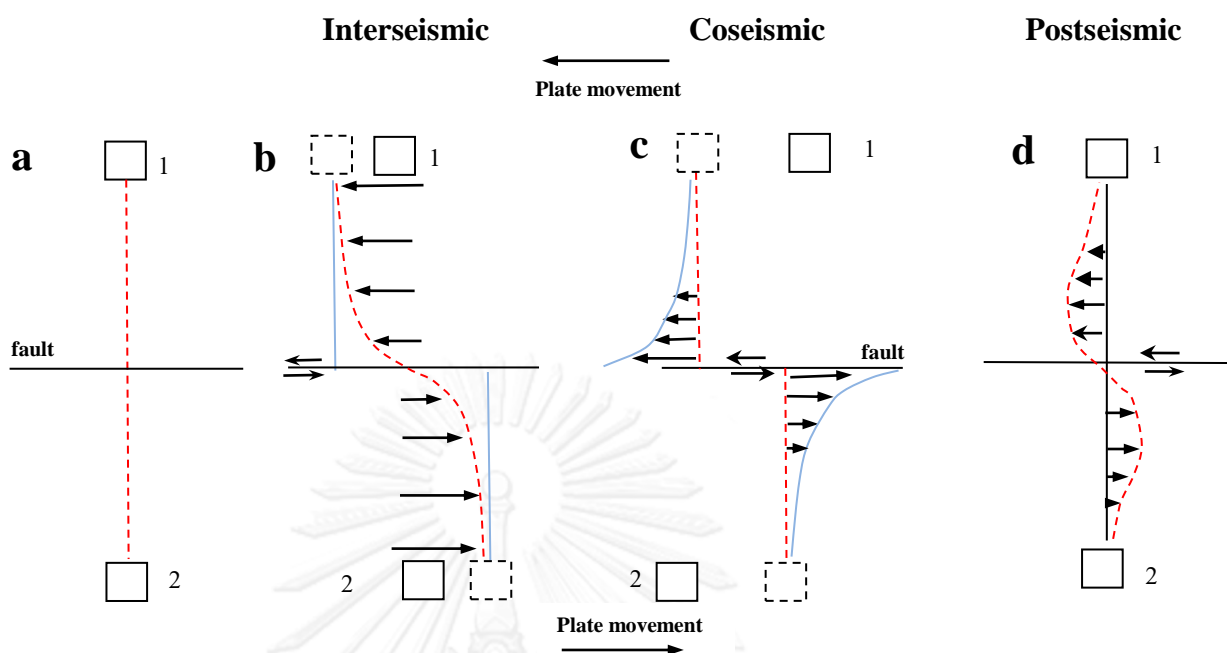 Interseismic Coseismic Postseismic
Plate movement
a 1 b 1 c 1 d 1
fault
fault
2 2 2 2
Plate movement